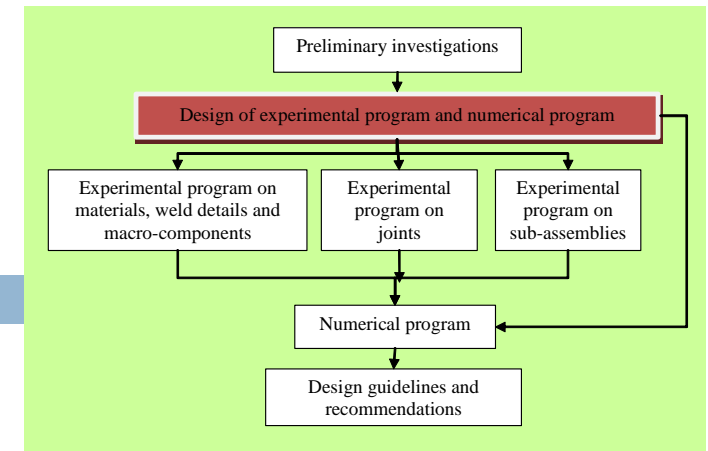 Preliminary investigations
Design of experimental program and numerical program
Experimental program on
materials, weld details and
macro-components
Experimental
program on
joints
Experimental
program on
sub-assemblies
Numerical program
Design guidelines and
recommendations